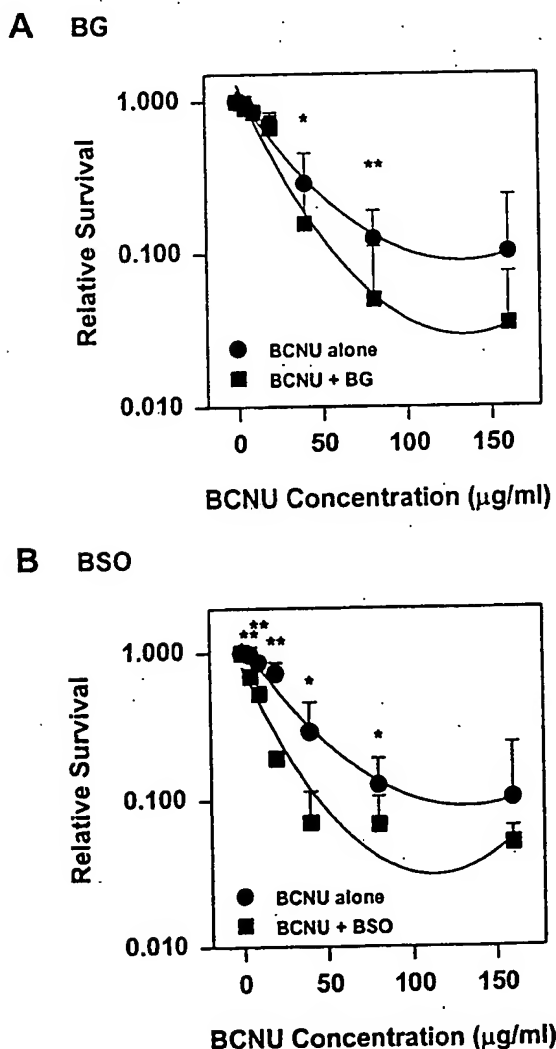 A BG
Relative Survival
1.000
0.100
0.010
*
**
BCNU alone
BCNU + BG
0 50 100 150
BCNU Concentration (µg/ml)
B BSO
Relative Survival
1.000
0.100
0.010
**
**
**
*
*
BCNU alone
BCNU + BSO
0 50 100 150
BCNU Concentration (µg/ml)